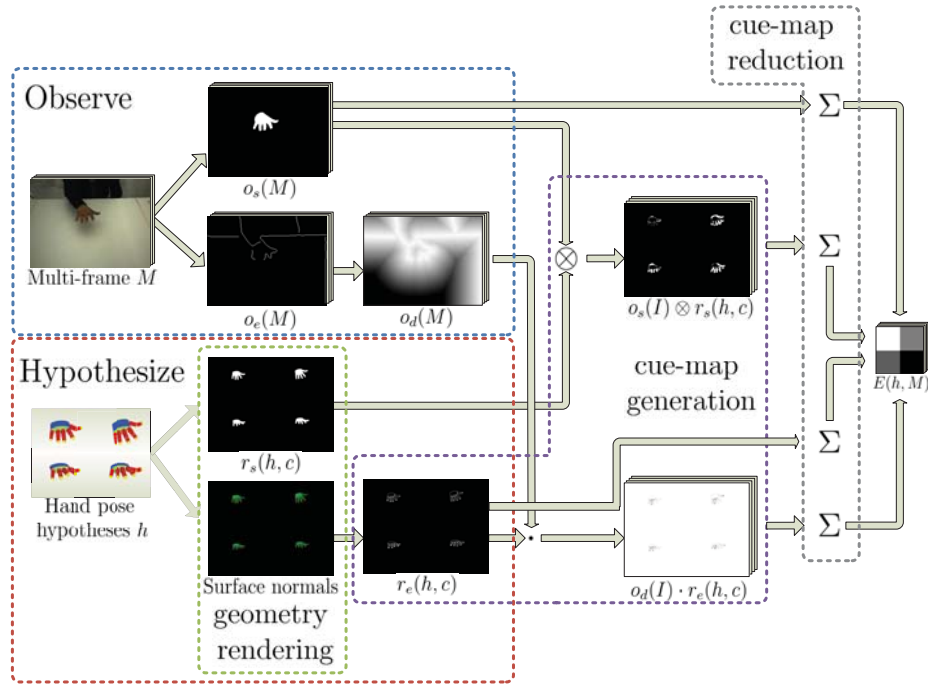 cue-map
reduction
Observe
Σ
o_s(M)
Multi-frame M
⊗
Σ
o_e(M)
o_d(M)
o_s(I) ⊗ r_s(h, c)
Hypothesize
cue-map
generation
E(h, M)
r_s(h, c)
Σ
Hand pose
hypotheses h
Σ
·
Surface normals
r_e(h, c)
o_d(I) · r_e(h, c)
geometry
rendering